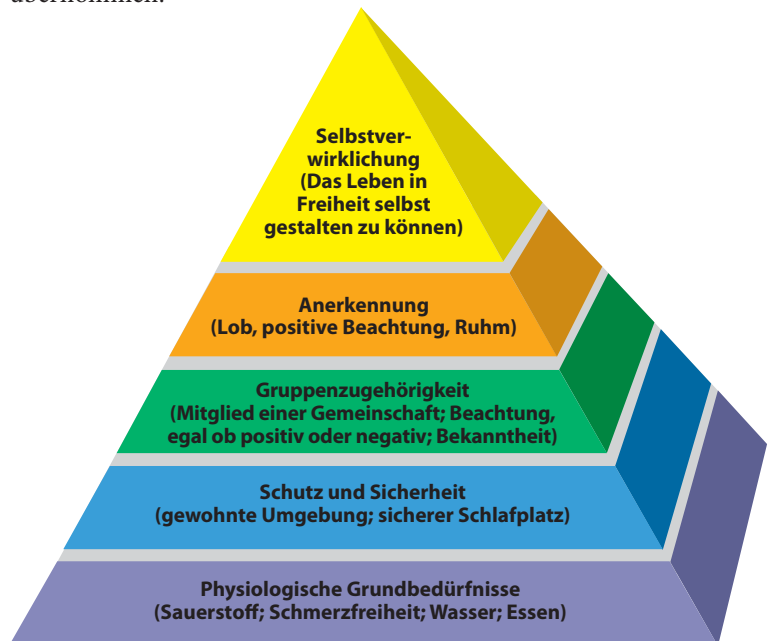 übernommen.
Selbstver-
wirklichung
(Das Leben in
Freiheit selbst
gestalten zu können)
Anerkennung
(Lob, positive Beachtung, Ruhm)
Gruppenzugehörigkeit
(Mitglied einer Gemeinschaft; Beachtung,
egal ob positiv oder negativ; Bekanntheit)
Schutz und Sicherheit
(gewohnte Umgebung; sicherer Schlafplatz)
Physiologische Grundbedürfnisse
(Sauerstoff; Schmerzfreiheit; Wasser; Essen)